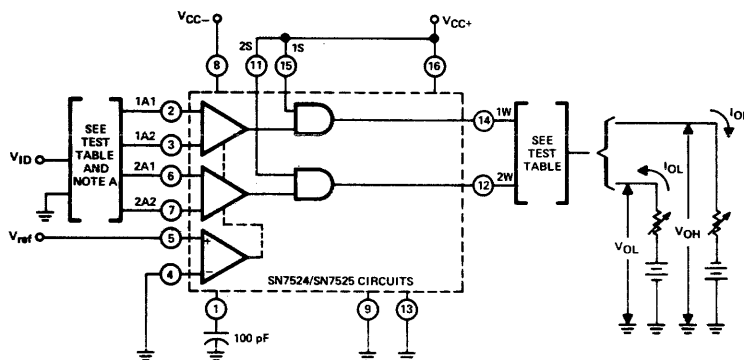 VCC–
VCC+
2S
1S
8
11
15
16
SEE
TEST
TABLE
AND
NOTE A
VID
1A1
2
1A2
3
2A1
6
2A2
7
Vref
5
+
4
–
14
1W
12
2W
SEE
TEST
TABLE
IOL
VOL
VOH
SN7524/SN7525 CIRCUITS
1
100 pF
9
13